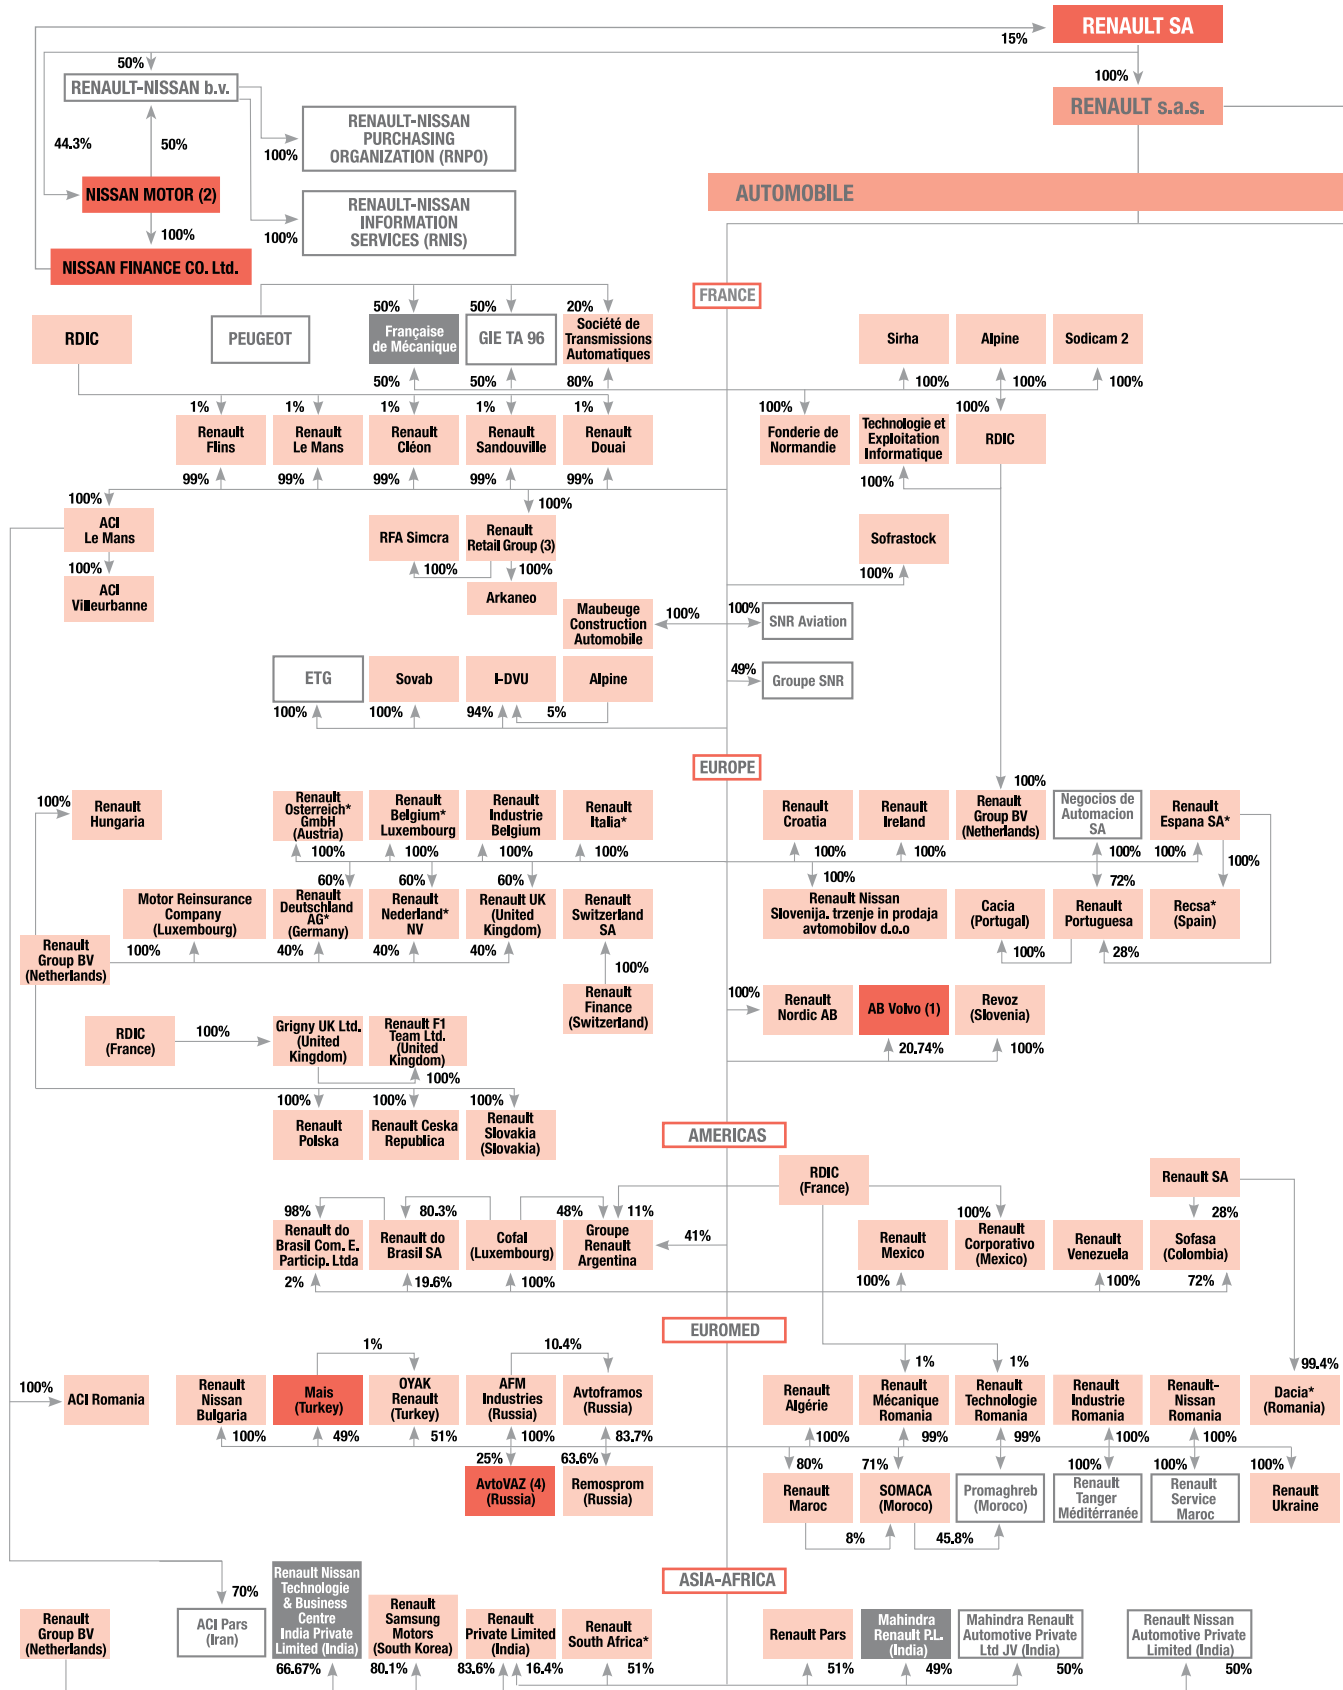 RENAULT SA
15%
50%
100%
RENAULT-NISSAN b.v.
RENAULT s.a.s.
RENAULT-NISSAN
PURCHASING
ORGANIZATION (RNPO)
44.3%
50%
100%
NISSAN MOTOR (2)
AUTOMOBILE
RENAULT-NISSAN
INFORMATION
SERVICES (RNIS)
100%
100%
NISSAN FINANCE CO. Ltd.
FRANCE
50%
50%
20%
RDIC
PEUGEOT
Française
de Mécanique
GIE TA 96
Société de
Transmissions
Automatiques
Sirha
Alpine
Sodicam 2
50%
50%
80%
100%
100%
100%
1%
1%
1%
1%
1%
100%
100%
Renault
Flins
Renault
Le Mans
Renault
Cléon
Renault
Sandouville
Renault
Douai
Fonderie de
Normandie
Technologie et
Exploitation
Informatique
RDIC
99%
99%
99%
99%
99%
100%
100%
100%
ACI
Le Mans
RFA Simcra
Renault
Retail Group (3)
Sofrastock
100%
100%
100%
100%
ACI
Villeurbanne
Arkaneo
Maubeuge
Construction
Automobile
100%
100%
SNR Aviation
ETG
Sovab
I-DVU
Alpine
49%
Groupe SNR
100%
100%
94%
5%
EUROPE
100%
100%
Renault
Hungaria
Renault
Osterreich*
GmbH
(Austria)
Renault
Belgium*
Luxembourg
Renault
Industrie
Belgium
Renault
Italia*
Renault
Croatia
Renault
Ireland
Renault
Group BV
(Netherlands)
Negocios de
Automacion
SA
Renault
Espana SA*
100%
100%
100%
100%
100%
100%
100%
100%
100%
60%
60%
60%
100%
72%
Motor Reinsurance
Company
(Luxembourg)
Renault
Deutschland
AG*
(Germany)
Renault
Nederland*
NV
Renault UK
(United
Kingdom)
Renault
Switzerland
SA
Renault Nissan
Slovenija. trzenje in prodaja
avtomobilov d.o.o
Cacia
(Portugal)
Renault
Portuguesa
Recsa*
(Spain)
Renault
Group BV
(Netherlands)
100%
40%
40%
40%
100%
28%
100%
Renault
Finance
(Switzerland)
100%
Renault
Nordic AB
AB Volvo (1)
Revoz
(Slovenia)
RDIC
(France)
100%
Grigny UK Ltd.
(United
Kingdom)
Renault F1
Team Ltd.
(United
Kingdom)
20.74%
100%
100%
100%
100%
100%
Renault
Polska
Renault Ceska
Republica
Renault
Slovakia
(Slovakia)
AMERICAS
RDIC
(France)
Renault SA
98%
80.3%
48%
11%
100%
28%
Renault do
Brasil Com. E.
Particip. Ltda
Renault do
Brasil SA
Cofal
(Luxembourg)
Groupe
Renault
Argentina
41%
Renault
Mexico
Renault
Corporativo
(Mexico)
Renault
Venezuela
Sofasa
(Colombia)
2%
19.6%
100%
100%
100%
72%
EUROMED
1%
10.4%
1%
1%
99.4%
100%
ACI Romania
Renault
Nissan
Bulgaria
Mais
(Turkey)
OYAK
Renault
(Turkey)
AFM
Industries
(Russia)
Avtoframos
(Russia)
Renault
Algérie
Renault
Mécanique
Romania
Renault
Technologie
Romania
Renault
Industrie
Romania
Renault-
Nissan
Romania
Dacia*
(Romania)
100%
49%
51%
100%
83.7%
100%
99%
99%
100%
100%
25%
63.6%
80%
71%
100%
100%
100%
AvtoVAZ (4)
(Russia)
Remosprom
(Russia)
Renault
Maroc
SOMACA
(Moroco)
Promaghreb
(Moroco)
Renault
Tanger
Méditérranée
Renault
Service
Maroc
Renault
Ukraine
8%
45.8%
ASIA-AFRICA
70%
Renault
Group BV
(Netherlands)
ACI Pars
(Iran)
Renault Nissan
Technologie
& Business
Centre
India Private
Limited (India)
Renault
Samsung
Motors
(South Korea)
Renault
Private Limited
(India)
Renault
South Africa*
Renault Pars
Mahindra
Renault P.L.
(India)
Mahindra Renault
Automotive Private
Ltd JV (India)
Renault Nissan
Automotive Private
Limited (India)
66.67%
80.1%
83.6%
16.4%
51%
51%
49%
50%
50%